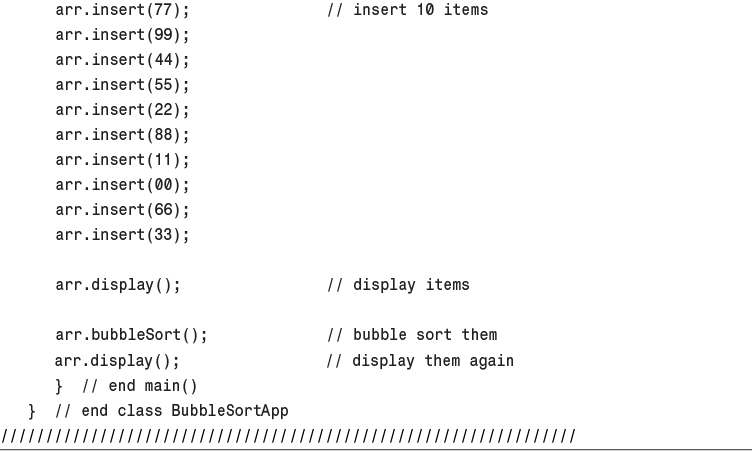 arr.insert(77); // insert 10 items
arr.insert(99);
arr.insert(44);
arr.insert(55);
arr.insert(22);
arr.insert(88);
arr.insert(11);
arr.insert(00);
arr.insert(66);
arr.insert(33);
arr.display(); // display items
arr.bubbleSort(); // bubble sort them
arr.display(); // display them again
} // end main()
} // end class BubbleSortApp
////////////////////////////////////////////////////////////////